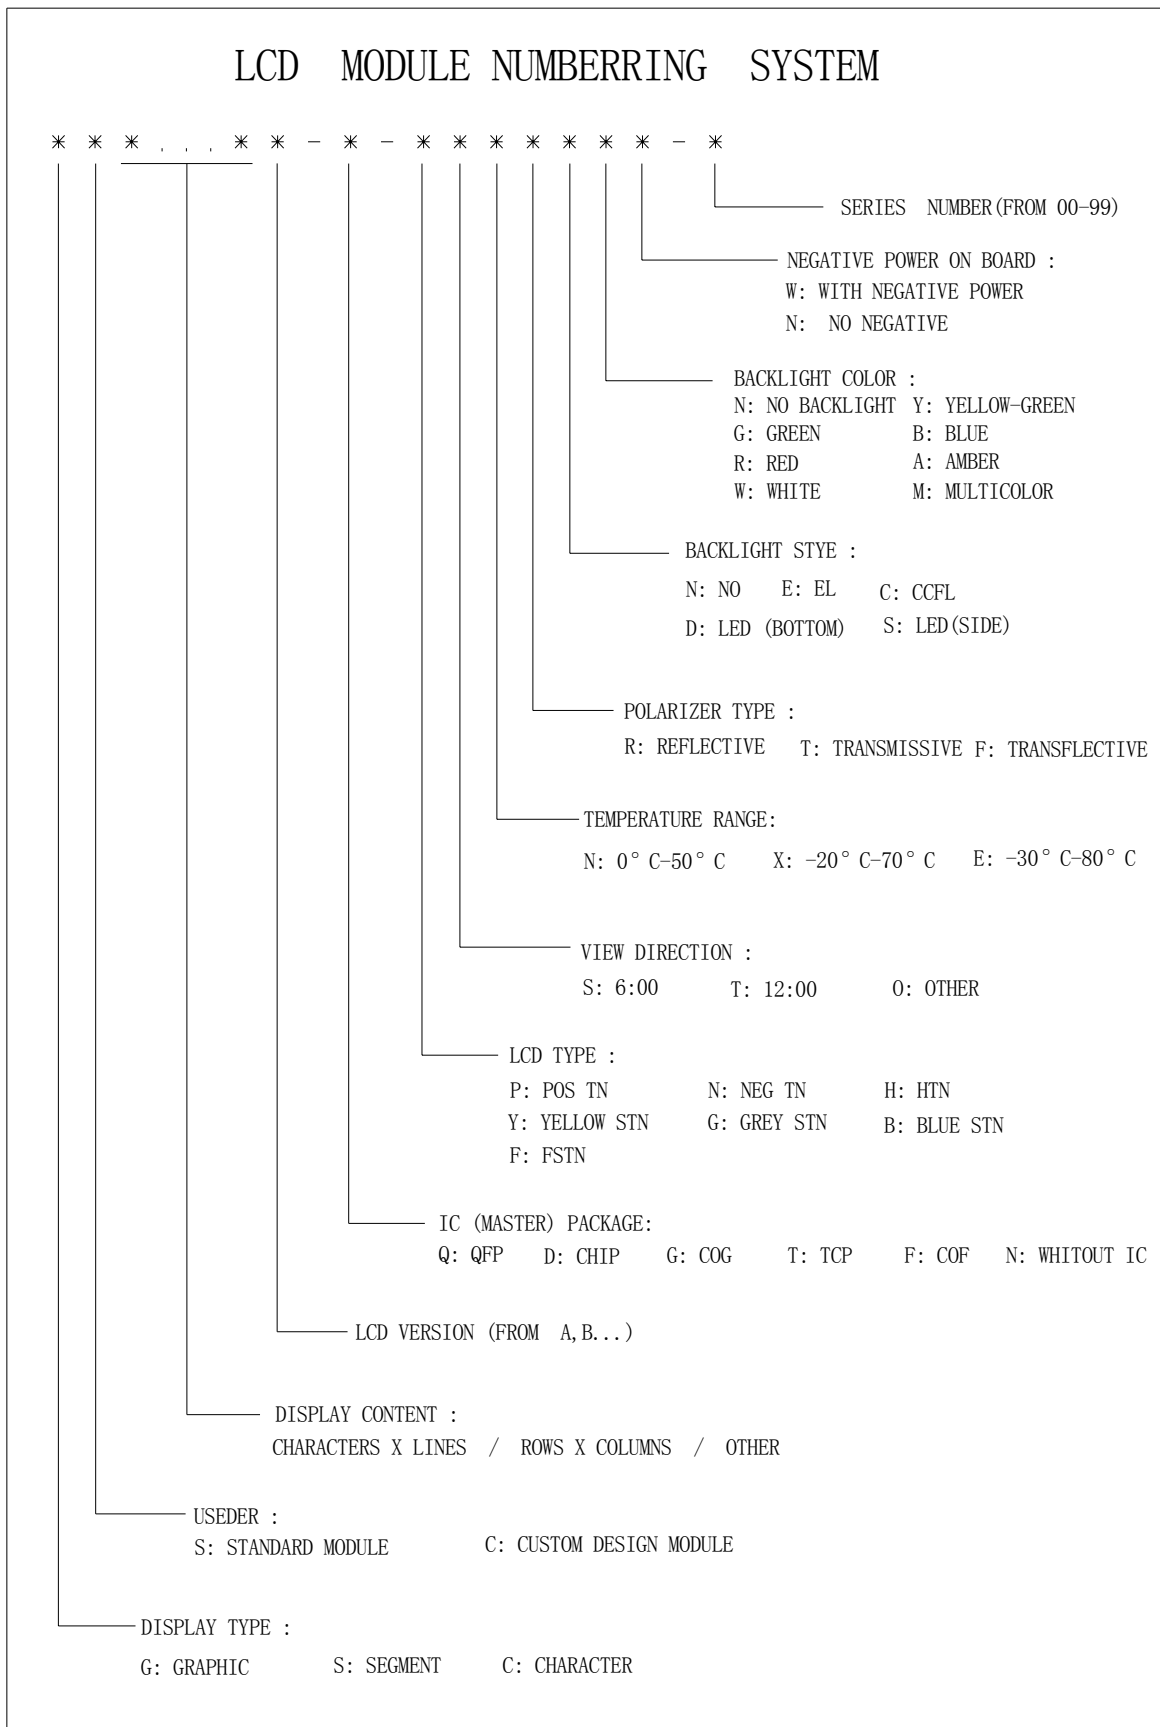 LCD MODULE NUMBERRING SYSTEM
* * * . . . * * - * - * * * * * * * - *
SERIES NUMBER(FROM 00-99)
NEGATIVE POWER ON BOARD :
W: WITH NEGATIVE POWER
N: NO NEGATIVE
BACKLIGHT COLOR :
N: NO BACKLIGHT Y: YELLOW-GREEN
G: GREEN B: BLUE
R: RED A: AMBER
W: WHITE M: MULTICOLOR
BACKLIGHT STYE :
N: NO E: EL C: CCFL
D: LED (BOTTOM) S: LED(SIDE)
POLARIZER TYPE :
R: REFLECTIVE T: TRANSMISSIVE F: TRANSFLECTIVE
TEMPERATURE RANGE:
N: 0° C-50° C X: -20° C-70° C E: -30° C-80° C
VIEW DIRECTION :
S: 6:00 T: 12:00 O: OTHER
LCD TYPE :
P: POS TN N: NEG TN H: HTN
Y: YELLOW STN G: GREY STN B: BLUE STN
F: FSTN
IC (MASTER) PACKAGE:
Q: QFP D: CHIP G: COG T: TCP F: COF N: WHITOUT IC
LCD VERSION (FROM A,B...)
DISPLAY CONTENT :
CHARACTERS X LINES / ROWS X COLUMNS / OTHER
USEDER :
S: STANDARD MODULE C: CUSTOM DESIGN MODULE
DISPLAY TYPE :
G: GRAPHIC S: SEGMENT C: CHARACTER